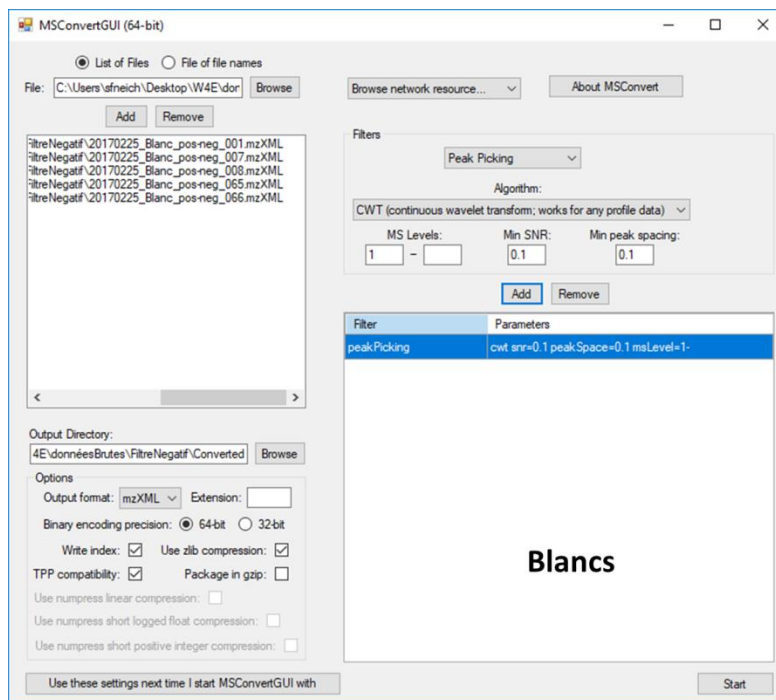 MSConvertGUI (64-bit)
List of Files File of file names
File: C:\Users\sfneich\Desktop\W4E\dor Browse
Add Remove
FiltreNegatif\20170225_Blanc_pos-neg_001.mzXML
FiltreNegatif\20170225_Blanc_pos-neg_007.mzXML
FiltreNegatif\20170225_Blanc_pos-neg_008.mzXML
FiltreNegatif\20170225_Blanc_pos-neg_065.mzXML
FiltreNegatif\20170225_Blanc_pos-neg_066.mzXML
Output Directory:
4E\donnéesBrutes\FiltreNegatif\Converted Browse
Options
Output format: mzXML Extension:
Binary encoding precision: 64-bit 32-bit
Write index: Use zlib compression:
TPP compatibility: Package in gzip:
Use numpress linear compression:
Use numpress short logged float compression:
Use numpress short positive integer compression:
Use these settings next time I start MSConvertGUI with
Browse network resource... About MSConvert
Filters
Peak Picking
Algorithm:
CWT (continuous wavelet transform; works for any profile data)
MS Levels: Min SNR: Min peak spacing:
1 - 0.1 0.1
Add Remove
Filter Parameters
peakPicking cwt snr=0.1 peakSpace=0.1 msLevel=1-
Blancs
Start